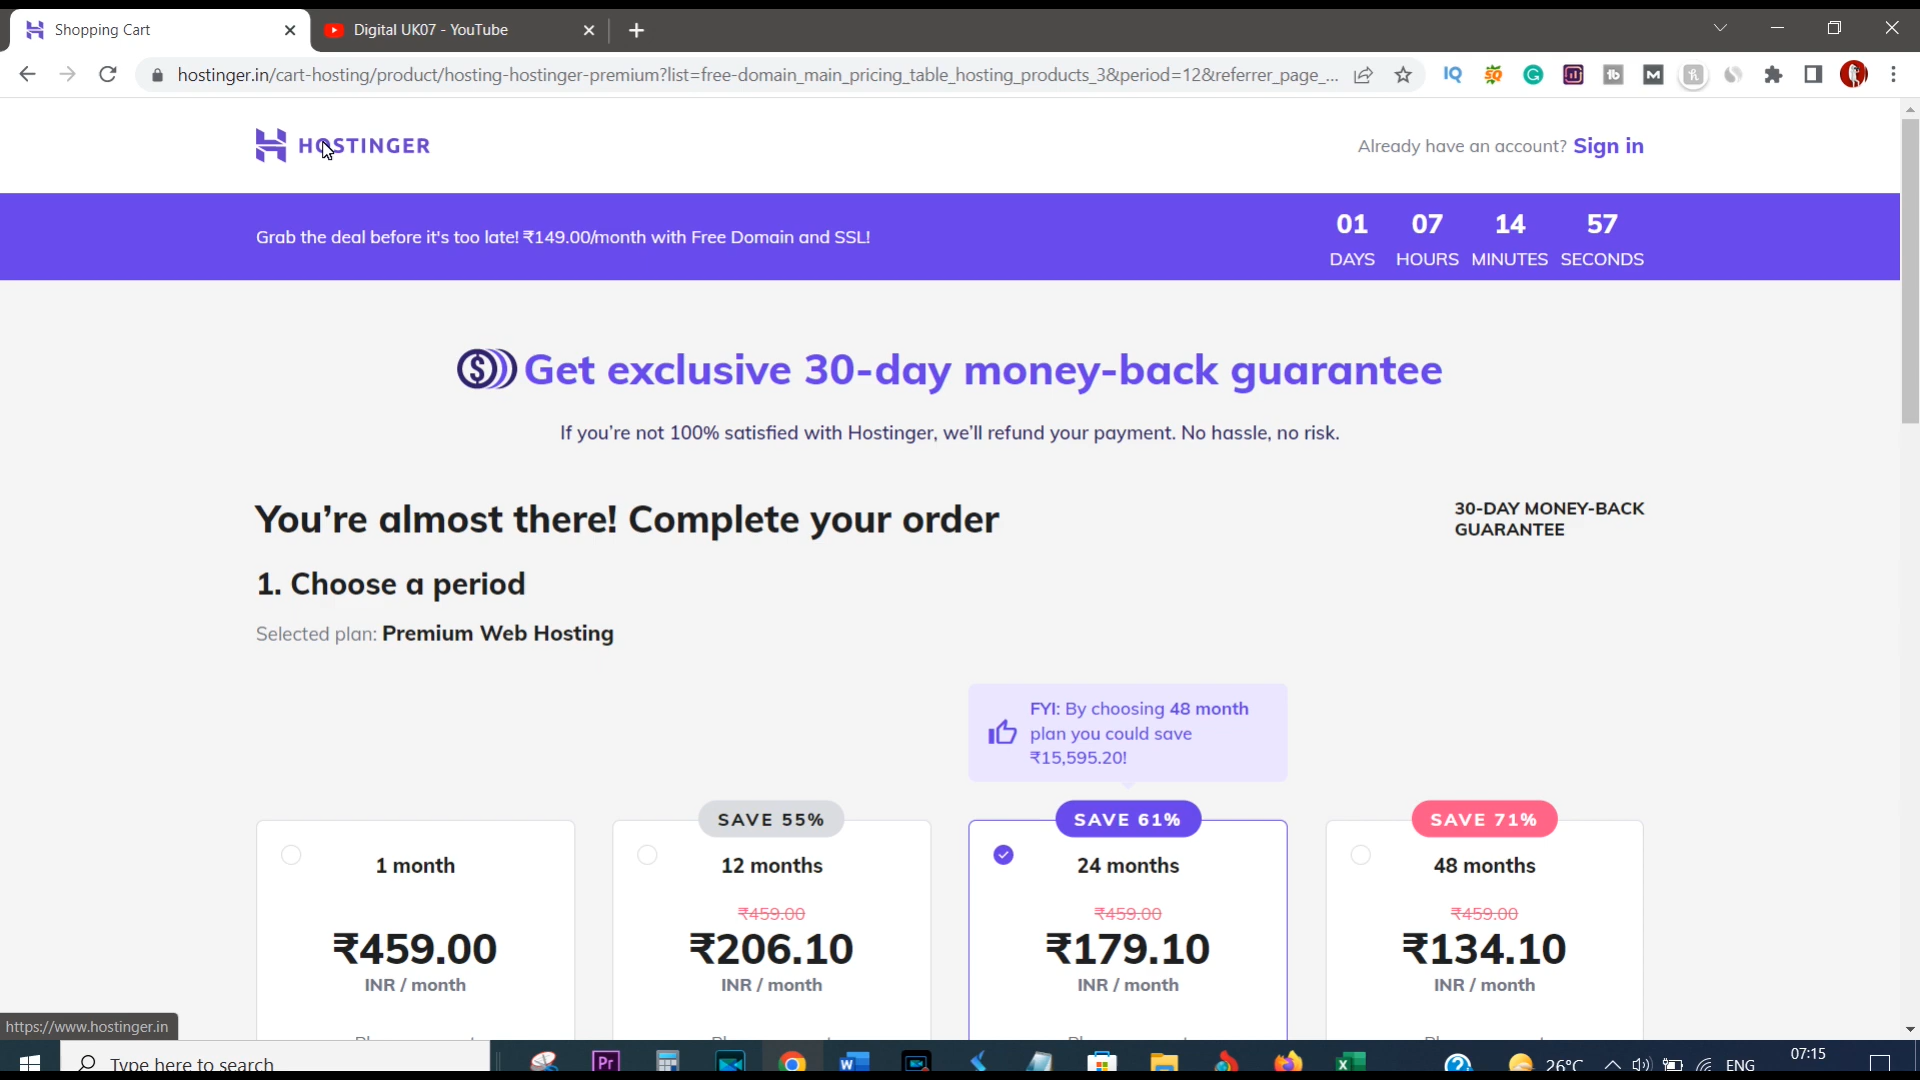 Shopping Cart
Digital UK07 - YouTube
hostinger.in/cart-hosting/product/hosting-hostinger-premium?list=free-domain_main_pricing_table_hosting_products_3&period=12&referrer_page_...
HOSTINGER
Already have an account? Sign in
Grab the deal before it's too late! ₹149.00/month with Free Domain and SSL!
01 07 14 57
DAYS HOURS MINUTES SECONDS
Get exclusive 30-day money-back guarantee
If you're not 100% satisfied with Hostinger, we'll refund your payment. No hassle, no risk.
You're almost there! Complete your order
30-DAY MONEY-BACK
GUARANTEE
1. Choose a period
Selected plan: Premium Web Hosting
FYI: By choosing 48 month
plan you could save
₹15,595.20!
SAVE 55%
SAVE 61%
SAVE 71%
1 month
12 months
24 months
48 months
₹459.00
₹459.00
₹459.00
₹459.00
₹206.10
₹179.10
₹134.10
INR / month
INR / month
INR / month
INR / month
https://www.hostinger.in
Type here to search
26°C
ENG
07:15